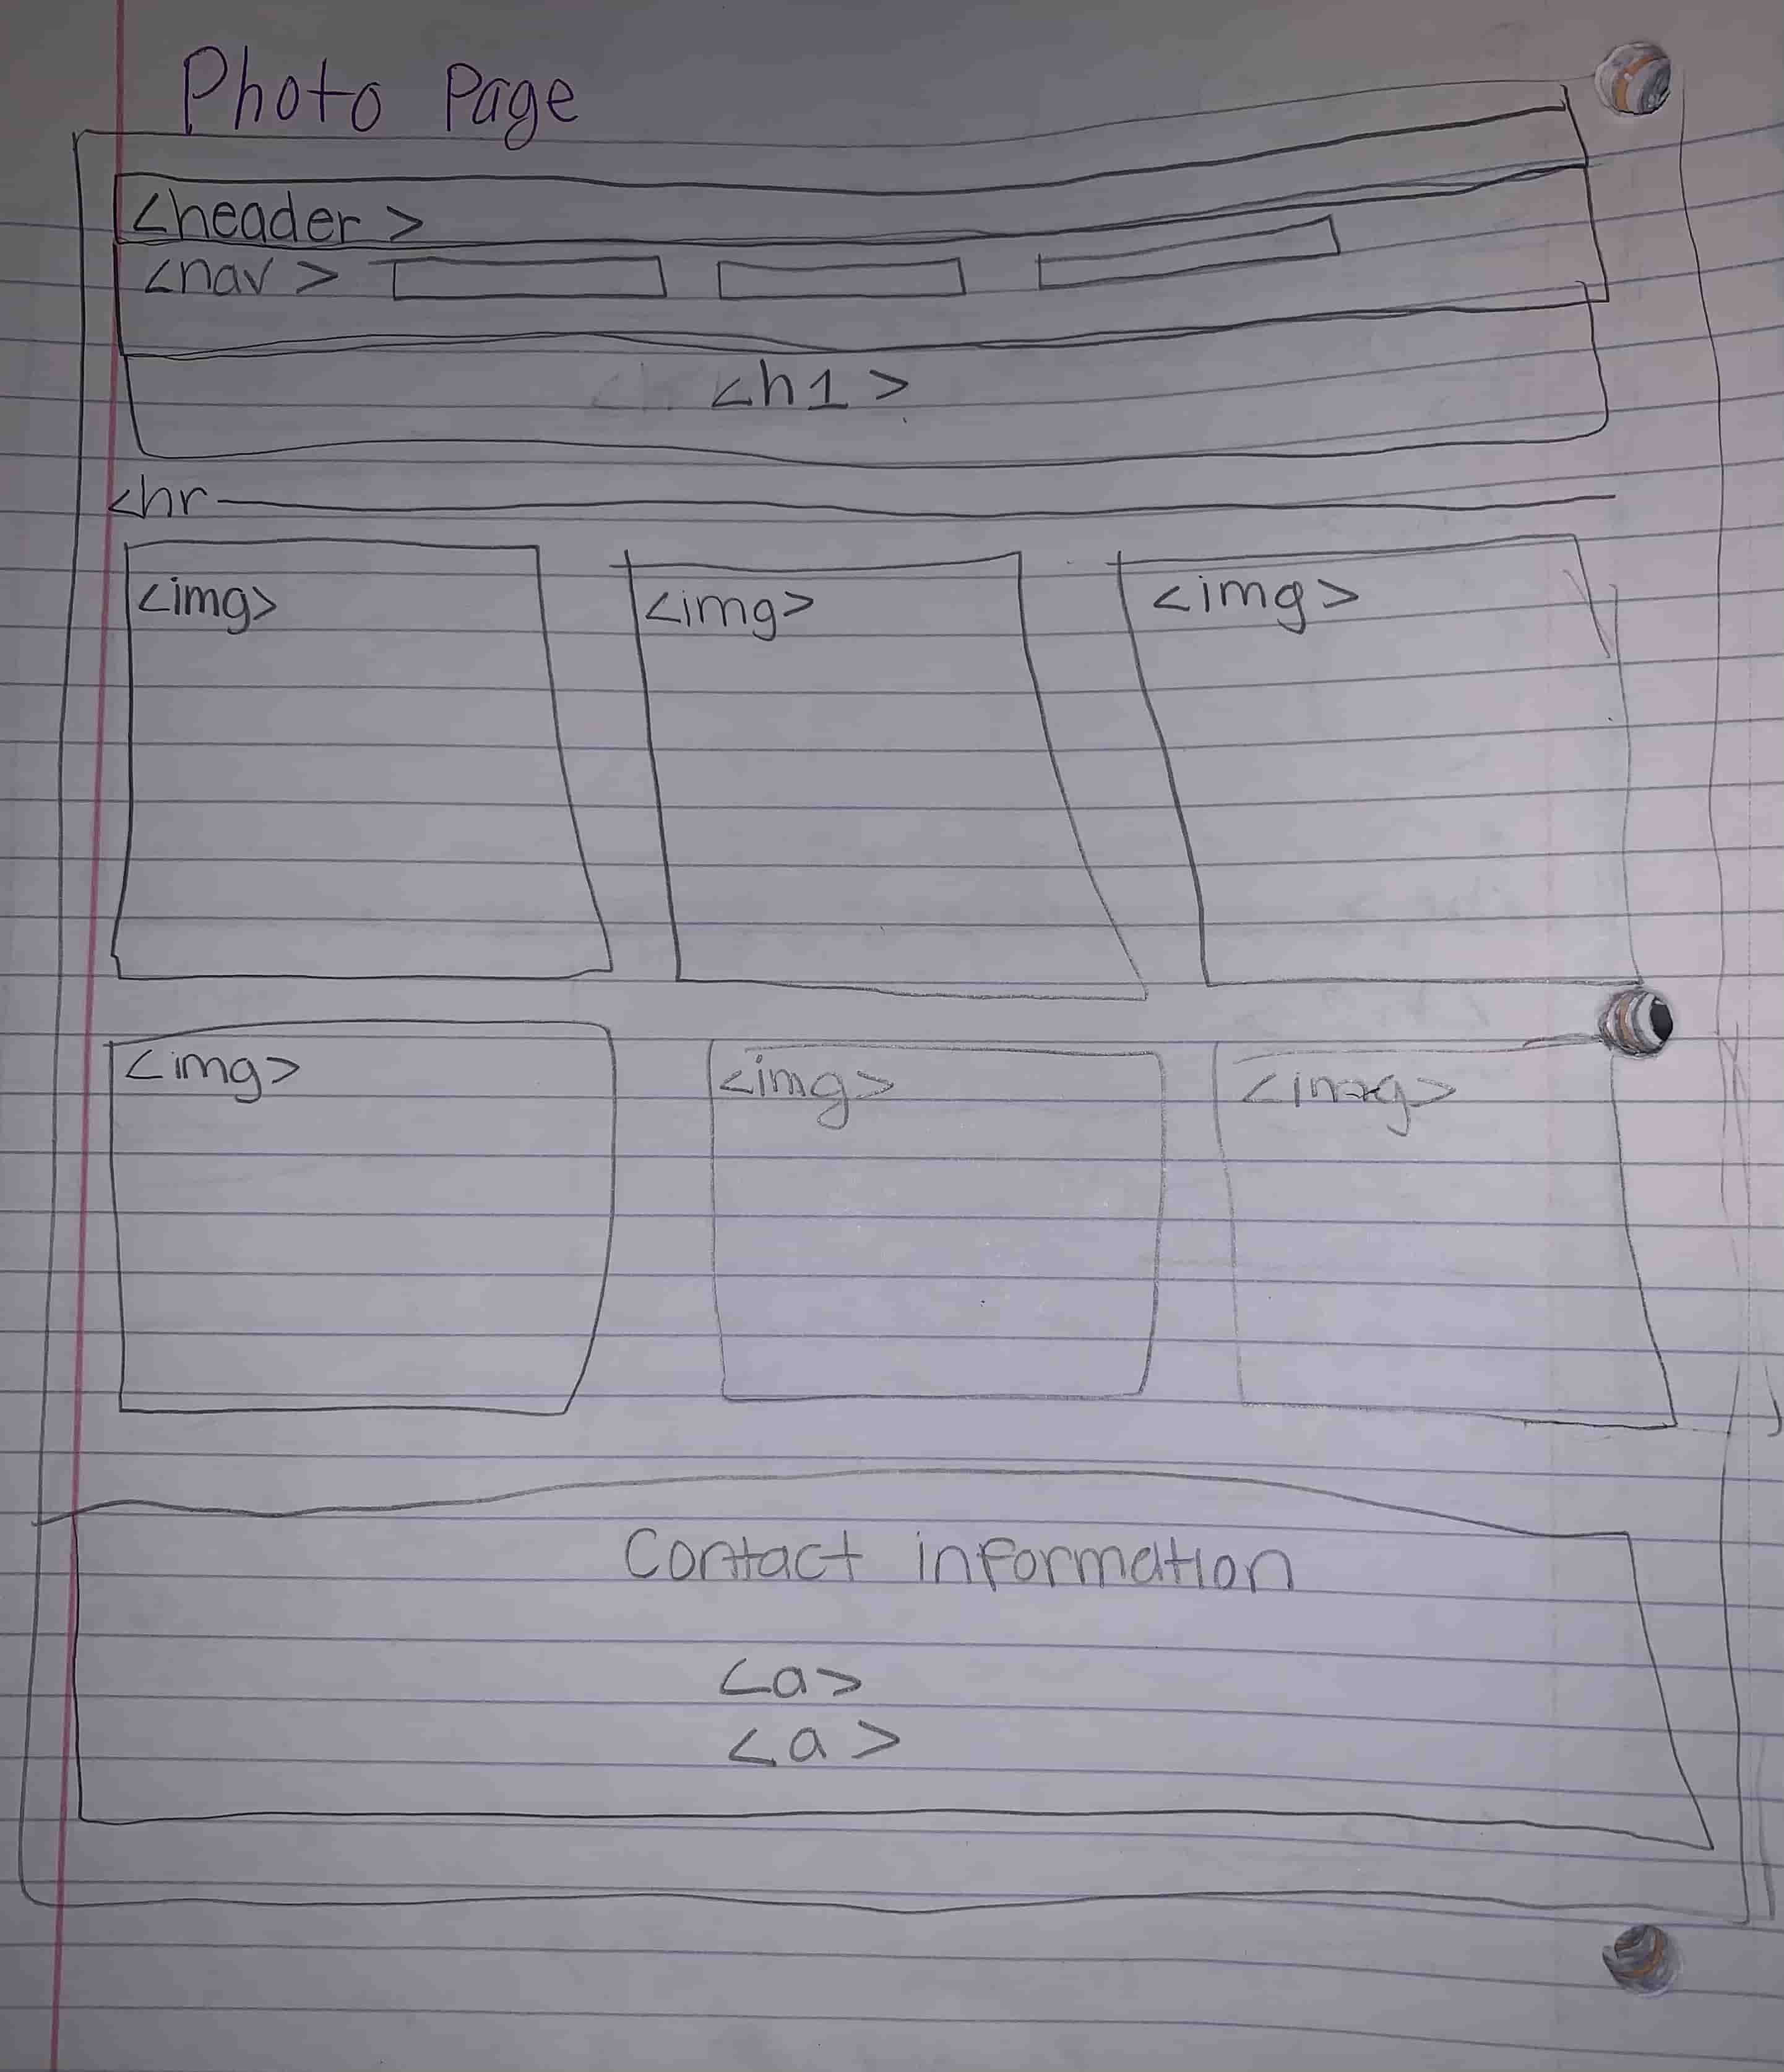 Photo Page
<header>
<nav>
<h1>
<hr
<img> <img> <img>
<img> <img> <img>
Contact information
<a>
<a>